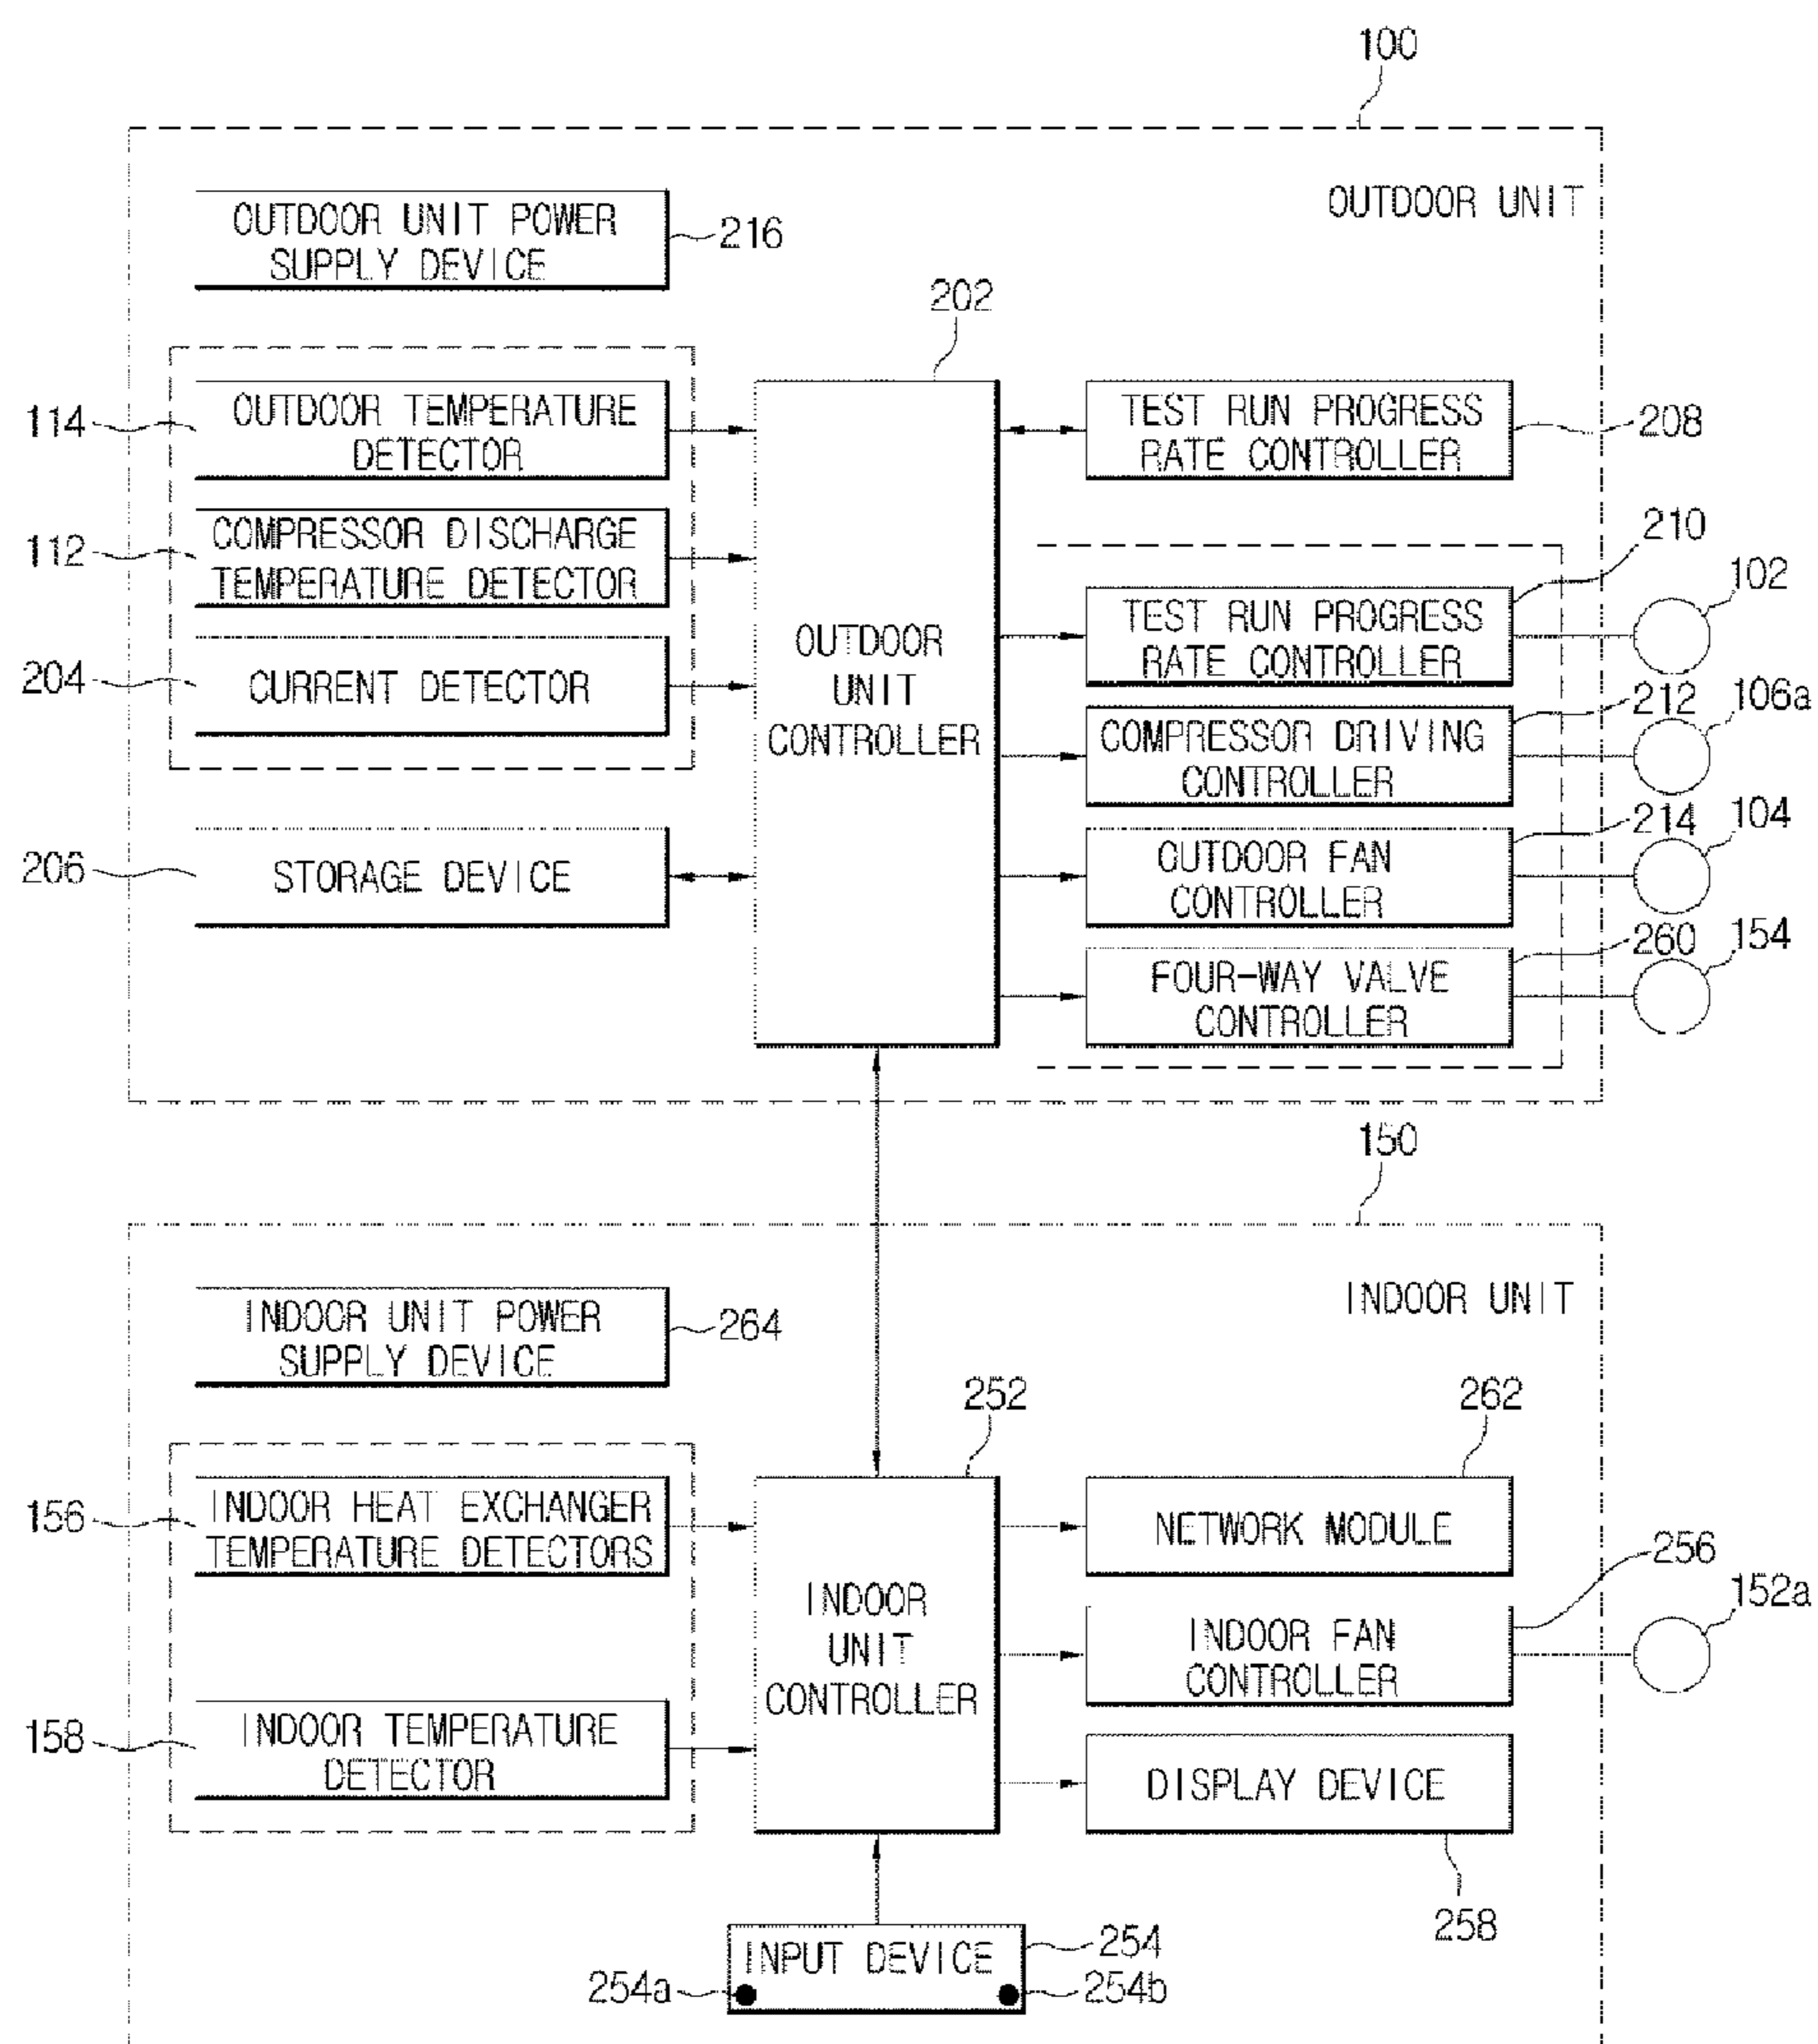 100
OUTDOOR UNIT
OUTDOOR UNIT POWER
SUPPLY DEVICE
216
202
114
OUTDOOR TEMPERATURE
DETECTOR
TEST RUN PROGRESS
RATE CONTROLLER
208
112
COMPRESSOR DISCHARGE
TEMPERATURE DETECTOR
210
102
TEST RUN PROGRESS
RATE CONTROLLER
204
CURRENT DETECTOR
OUTDOOR
UNIT
CONTROLLER
212
106a
COMPRESSOR DRIVING
CONTROLLER
214
104
206
STORAGE DEVICE
OUTDOOR FAN
CONTROLLER
260
154
FOUR-WAY VALVE
CONTROLLER
150
INDOOR UNIT
INDOOR UNIT POWER
SUPPLY DEVICE
264
252
262
156
INDOOR HEAT EXCHANGER
TEMPERATURE DETECTORS
NETWORK MODULE
256
152a
INDOOR
UNIT
CONTROLLER
INDOOR FAN
CONTROLLER
158
INDOOR TEMPERATURE
DETECTOR
DISPLAY DEVICE
258
INPUT DEVICE
254
254a
254b